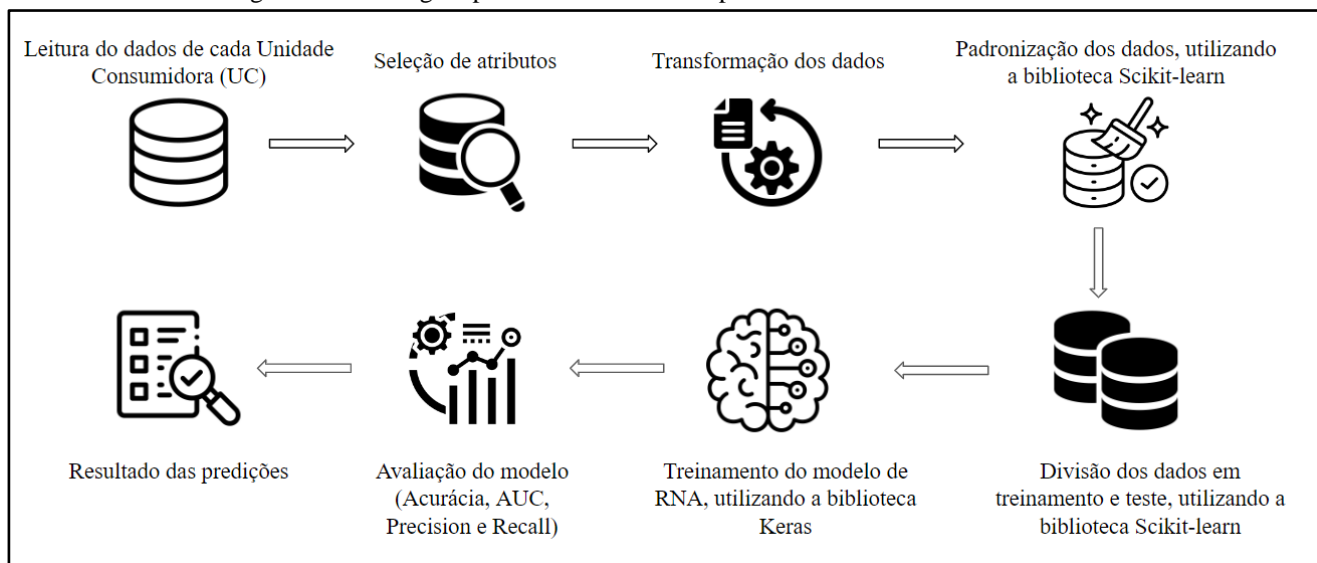 Leitura do dados de cada Unidade
Consumidora (UC)
Seleção de atributos
Transformação dos dados
Padronização dos dados, utilizando
a biblioteca Scikit-learn
Resultado das predições
Avaliação do modelo
(Acurácia, AUC,
Precision e Recall)
Treinamento do modelo de
RNA, utilizando a biblioteca
Keras
Divisão dos dados em
treinamento e teste, utilizando a
biblioteca Scikit-learn